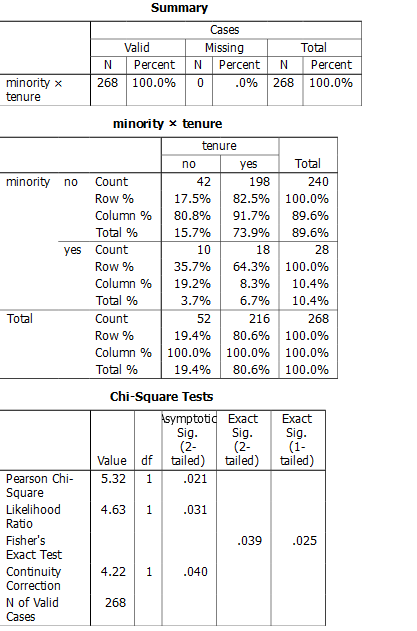 Summary
Cases
Valid Missing Total
N Percent N Percent N Percent
minority × 268 100.0% 0 .0% 268 100.0%
tenure
minority × tenure
tenure
no yes Total
minority no Count 42 198 240
Row % 17.5% 82.5% 100.0%
Column % 80.8% 91.7% 89.6%
Total % 15.7% 73.9% 89.6%
yes Count 10 18 28
Row % 35.7% 64.3% 100.0%
Column % 19.2% 8.3% 10.4%
Total % 3.7% 6.7% 10.4%
Total Count 52 216 268
Row % 19.4% 80.6% 100.0%
Column % 100.0% 100.0% 100.0%
Total % 19.4% 80.6% 100.0%
Chi-Square Tests
Asymptotic Exact Exact
Sig. Sig. Sig.
(2- (2- (1-
Value df tailed) tailed) tailed)
Pearson Chi- 5.32 1 .021
Square
Likelihood 4.63 1 .031
Ratio
Fisher's .039 .025
Exact Test
Continuity 4.22 1 .040
Correction
N of Valid 268
Cases